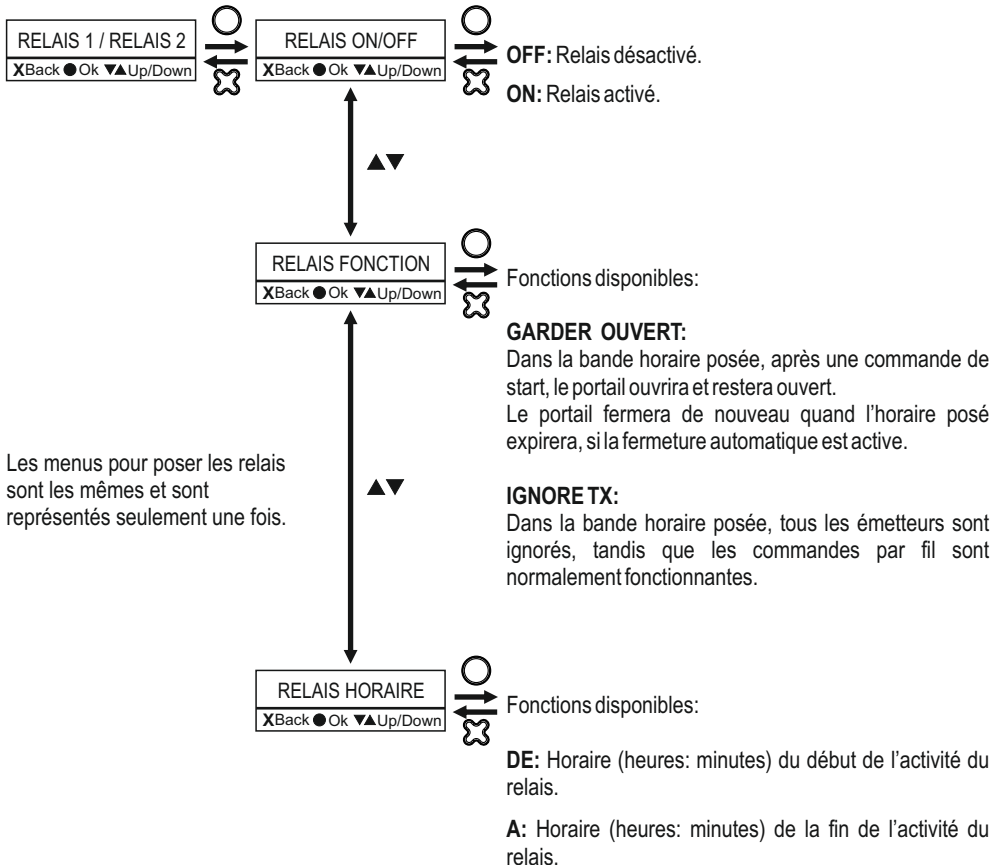 RELAIS 1 / RELAIS 2
XBack ●Ok ▼▲Up/Down
RELAIS ON/OFF
XBack ●Ok ▼▲Up/Down
OFF: Relais désactivé.
ON: Relais activé.
▲▼
RELAIS FONCTION
XBack ●Ok ▼▲Up/Down
Fonctions disponibles:
GARDER OUVERT:
Dans la bande horaire posée, après une commande de
start, le portail ouvrira et restera ouvert.
Le portail fermera de nouveau quand l’horaire posé
expirera, si la fermeture automatique est active.
Les menus pour poser les relais
sont les mêmes et sont
représentés seulement une fois.
▲▼
IGNORE TX:
Dans la bande horaire posée, tous les émetteurs sont
ignorés, tandis que les commandes par fil sont
normalement fonctionnantes.
RELAIS HORAIRE
XBack ●Ok ▼▲Up/Down
Fonctions disponibles:
DE: Horaire (heures: minutes) du début de l’activité du
relais.
A: Horaire (heures: minutes) de la fin de l’activité du
relais.